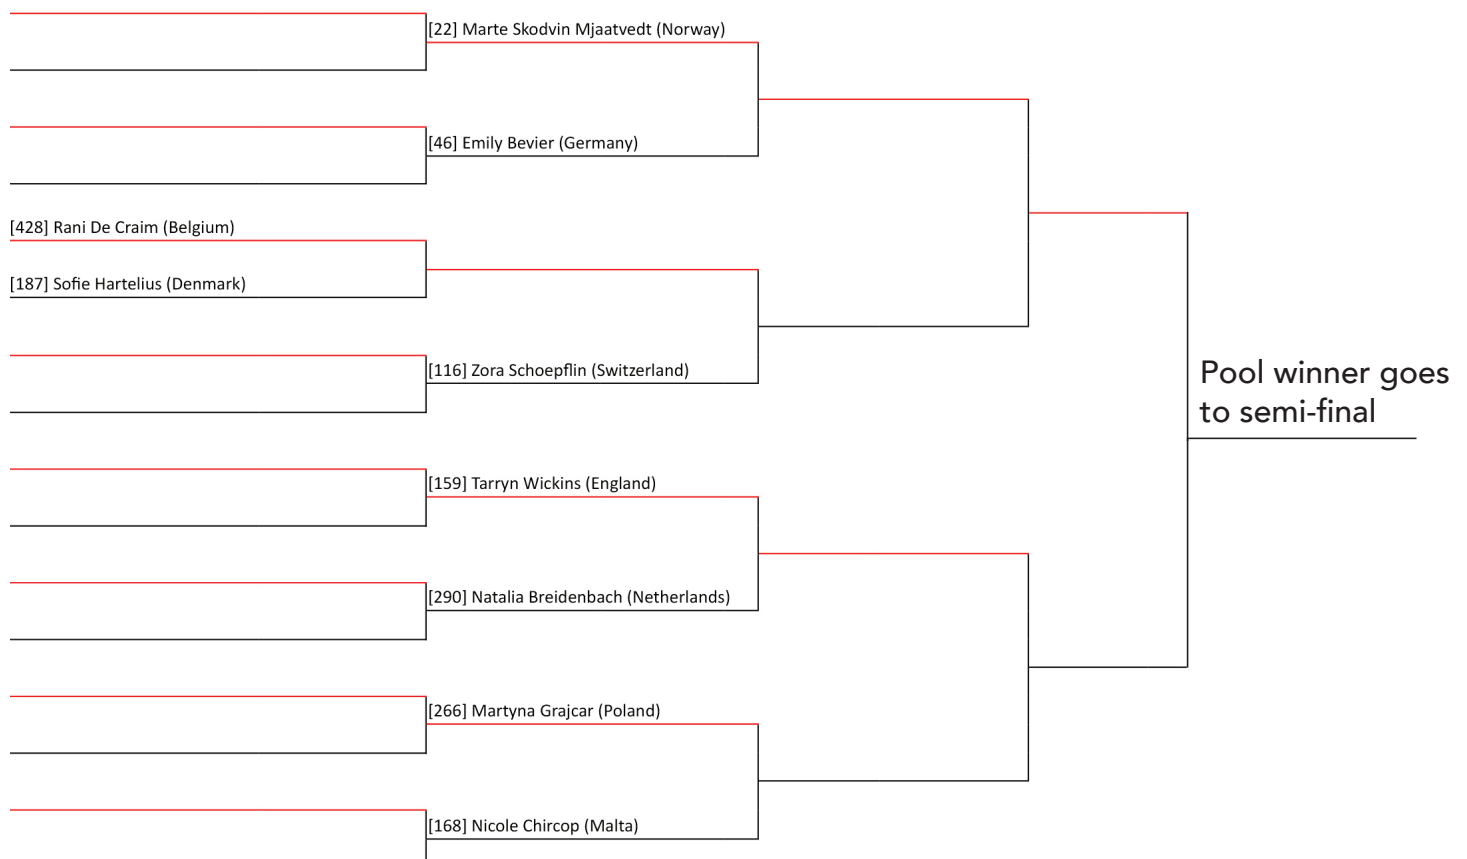 [22] Marte Skodvin Mjaatvedt (Norway)
[46] Emily Bevier (Germany)
[428] Rani De Craim (Belgium)
[187] Sofie Hartelius (Denmark)
[116] Zora Schoepflin (Switzerland)
Pool winner goes
to semi-final
[159] Tarryn Wickins (England)
[290] Natalia Breidenbach (Netherlands)
[266] Martyna Grajcar (Poland)
[168] Nicole Chircop (Malta)